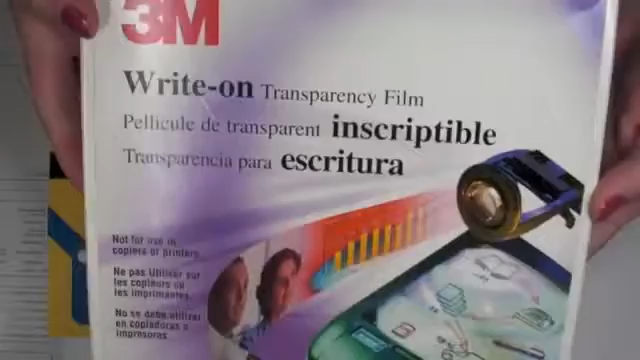 3M
Write-on Transparency Film
Pellicule de transparent inscriptible
Transparencia para escritura
Not for use in
copiers or printers
Ne pas utiliser sur
les copieurs ou
les imprimantes
No se debe utilizar
en copiadoras o
impresoras